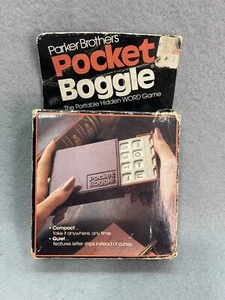 Parker Brothers
Pocket
Boggle
The Portable Hidden WORD Game
Pocket
Boggle
• Compact...
take it anywhere, any time.
• Quiet...
features letter strips instead of cubes.